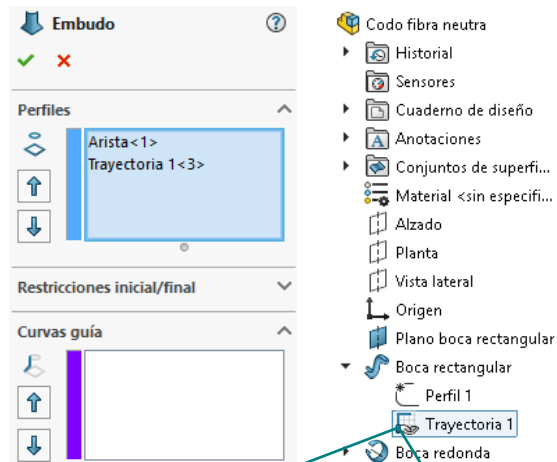 Embudo
Perfiles
Arista<1>
Trayectoria 1<3>
Restricciones inicial/final
Curvas guía
Codo fibra neutra
Historial
Sensores
Cuaderno de diseño
Anotaciones
Conjuntos de superfi...
Material <sin especifi...
Alzado
Planta
Vista lateral
Origen
Plano boca rectangular
Boca rectangular
Perfil 1
Trayectoria 1
Boca redonda